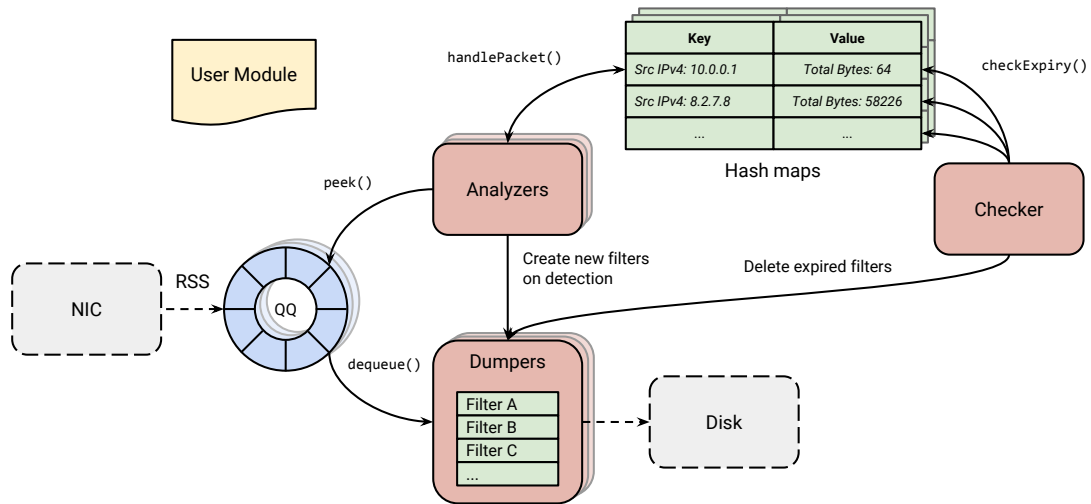 User Module
handlePacket()
Key
Value
Src IPv4: 10.0.0.1
Total Bytes: 64
Src IPv4: 8.2.7.8
Total Bytes: 58226
...
...
checkExpiry()
Hash maps
peek()
Analyzers
Checker
Create new filters
on detection
Delete expired filters
NIC
RSS
QQ
dequeue()
Dumpers
Filter A
Filter B
Filter C
...
Disk